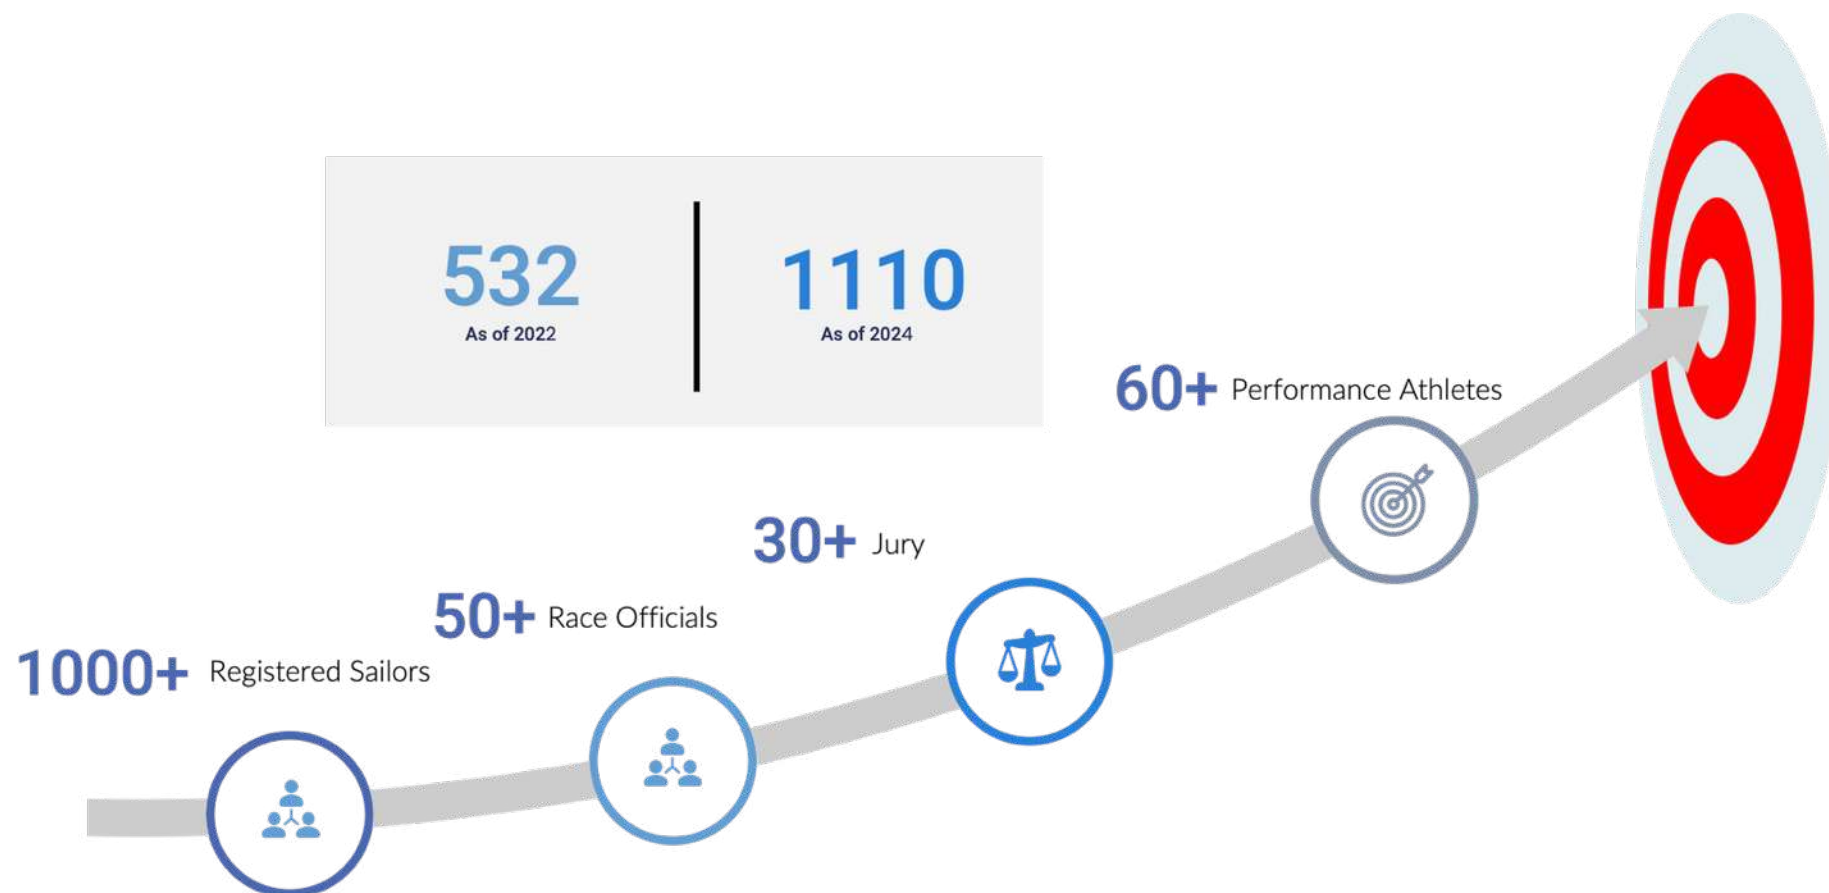 532
As of 2022
1110
As of 2024
60+ Performance Athletes
30+ Jury
50+ Race Officials
1000+ Registered Sailors